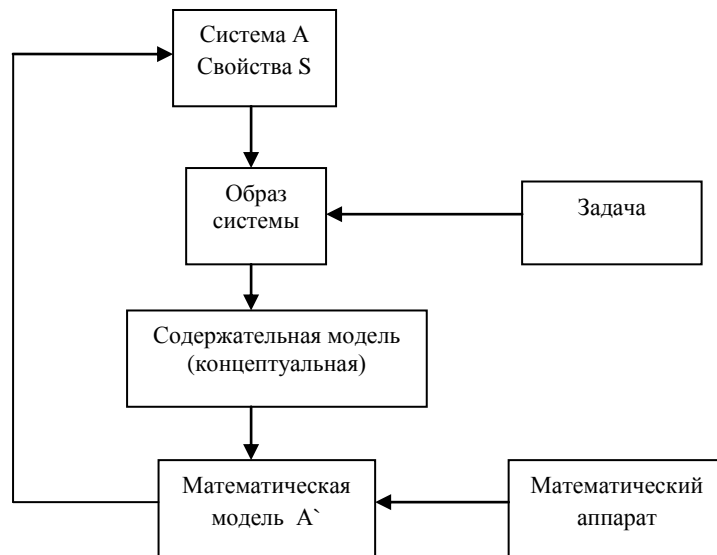 Система А
Свойства S
Образ
системы
Задача
Содержательная модель
(концептуальная)
Математическая
модель А`
Математический
аппарат